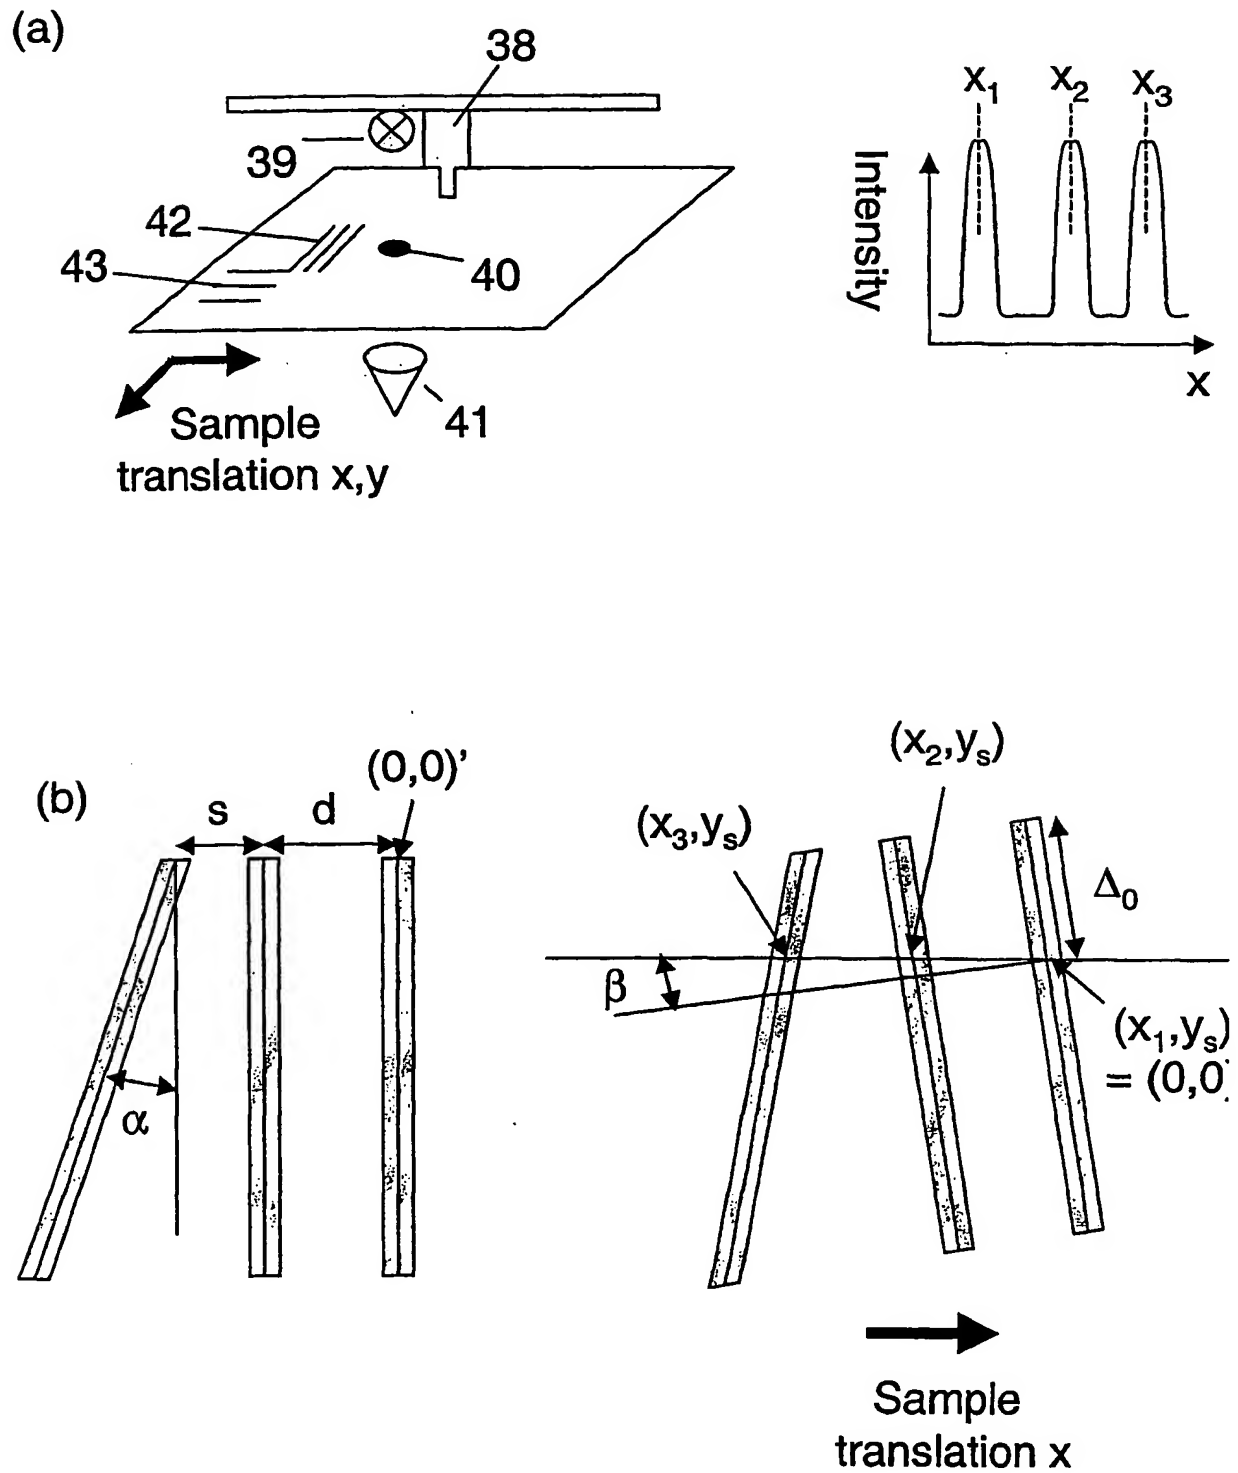 (a)
38
39
42
43
40
41
Sample
translation x,y
x₁ x₂ x₃
Intensity
x
(b)
s
d
(0,0)’
α
(x₂,yₛ)
(x₃,yₛ)
Δ₀
β
(x₁,yₛ)
= (0,0)
Sample
translation x